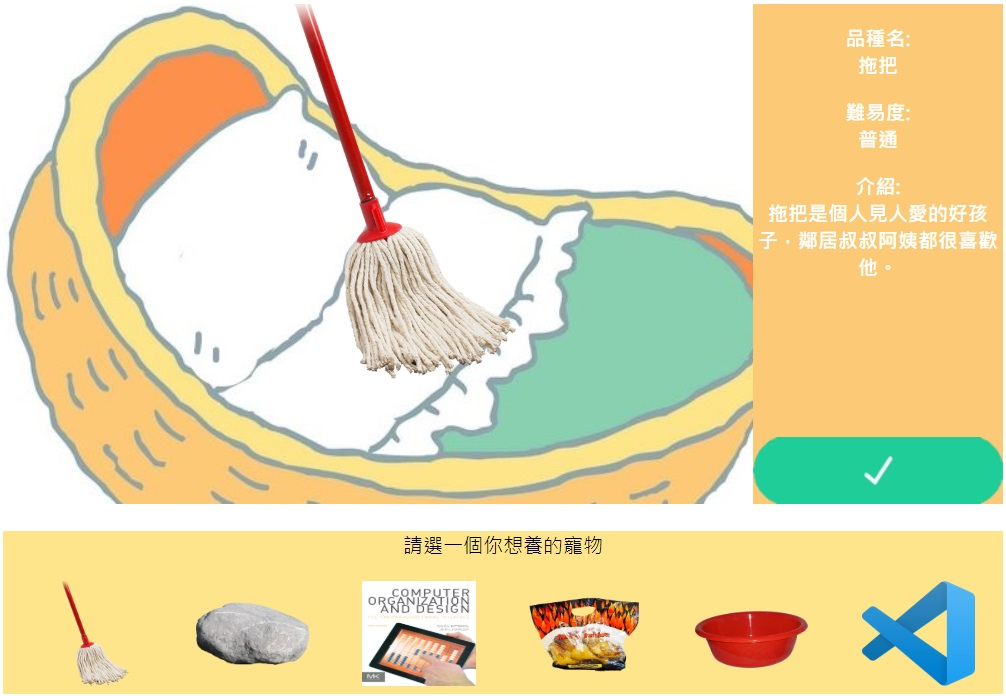 品種名:
拖把
難易度:
普通
介紹:
拖把是個人見人愛的好孩
子，鄰居叔叔阿姨都很喜歡
他。
請選一個你想養的寵物
COMPUTER
ORGANIZATION
AND DESIGN
MK